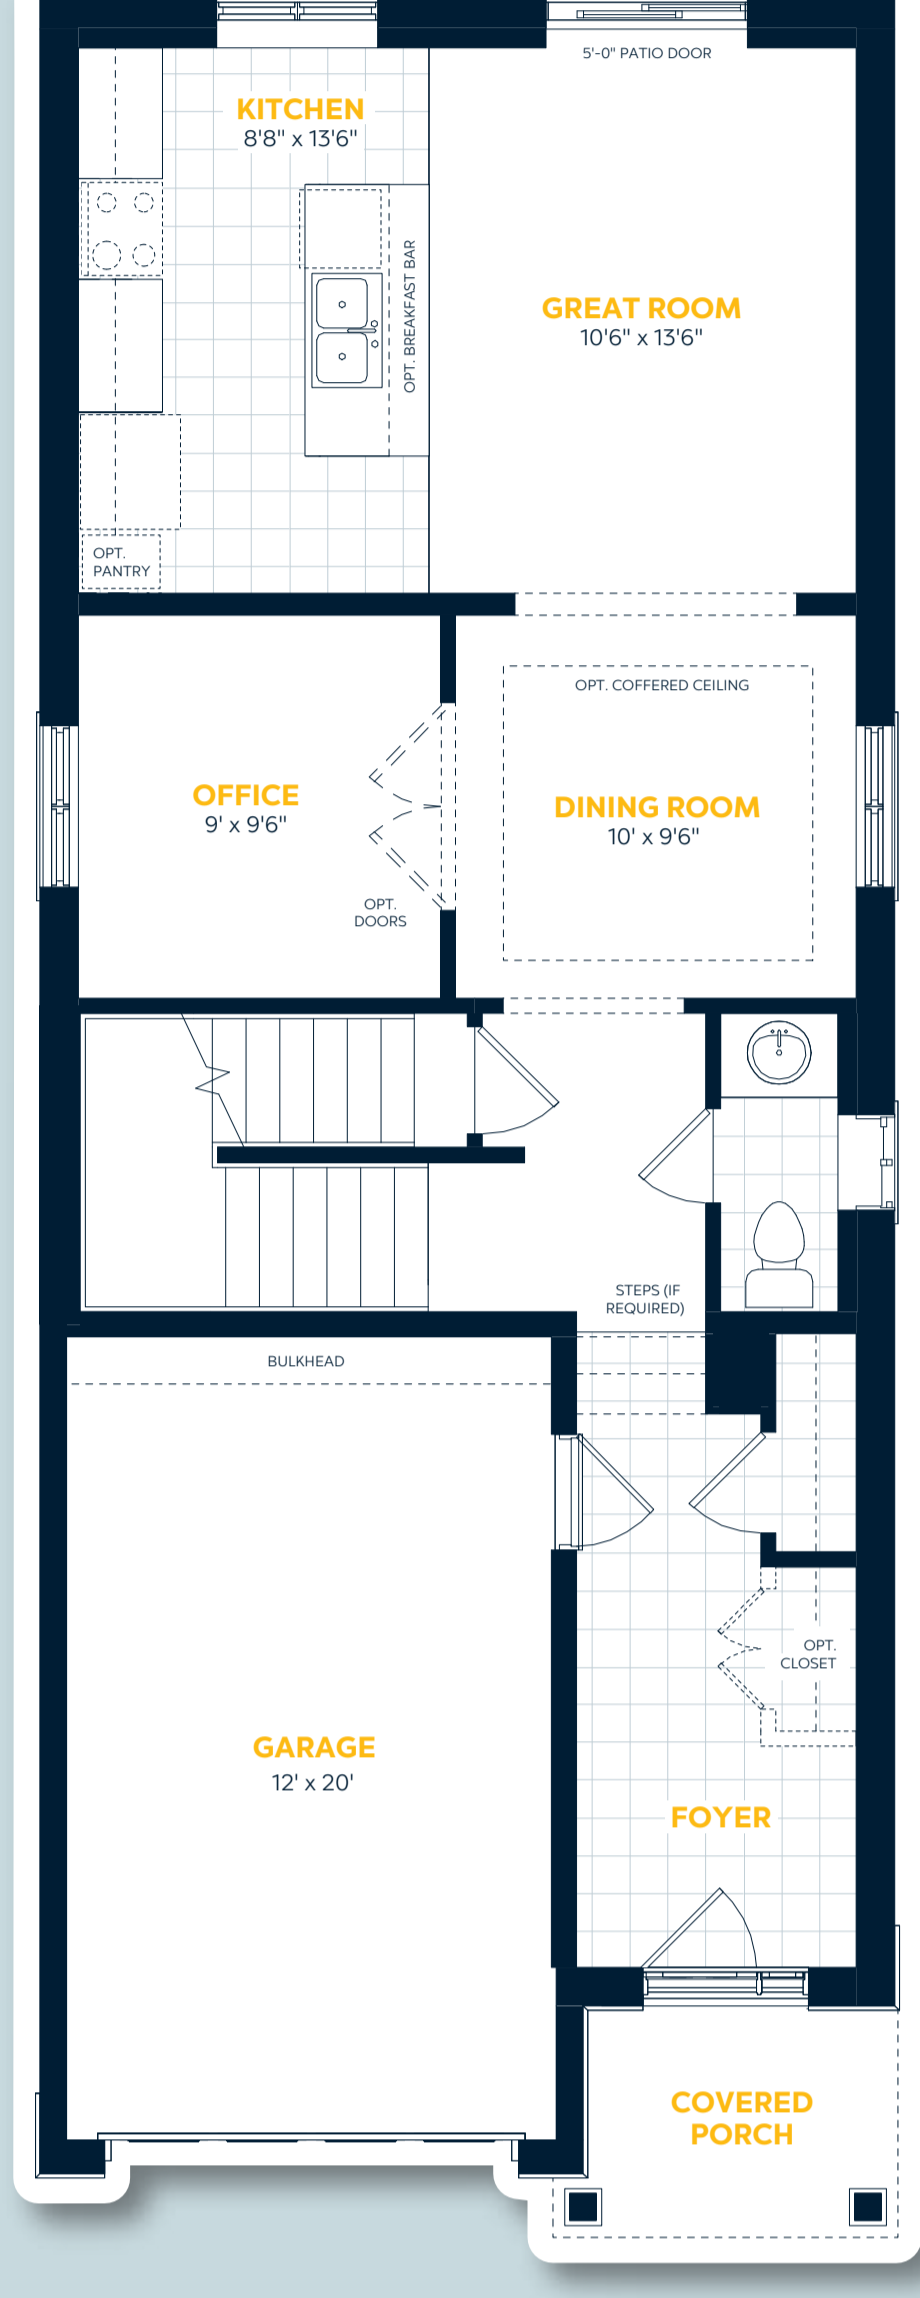 5'-0" PATIO DOOR
KITCHEN
8'8" x 13'6"
OPT. BREAKFAST BAR
GREAT ROOM
10'6" x 13'6"
OPT.
PANTRY
OPT. COFFERED CEILING
OFFICE
9' x 9'6"
DINING ROOM
10' x 9'6"
OPT.
DOORS
STEPS (IF
REQUIRED)
BULKHEAD
OPT.
CLOSET
GARAGE
12' x 20'
FOYER
COVERED
PORCH